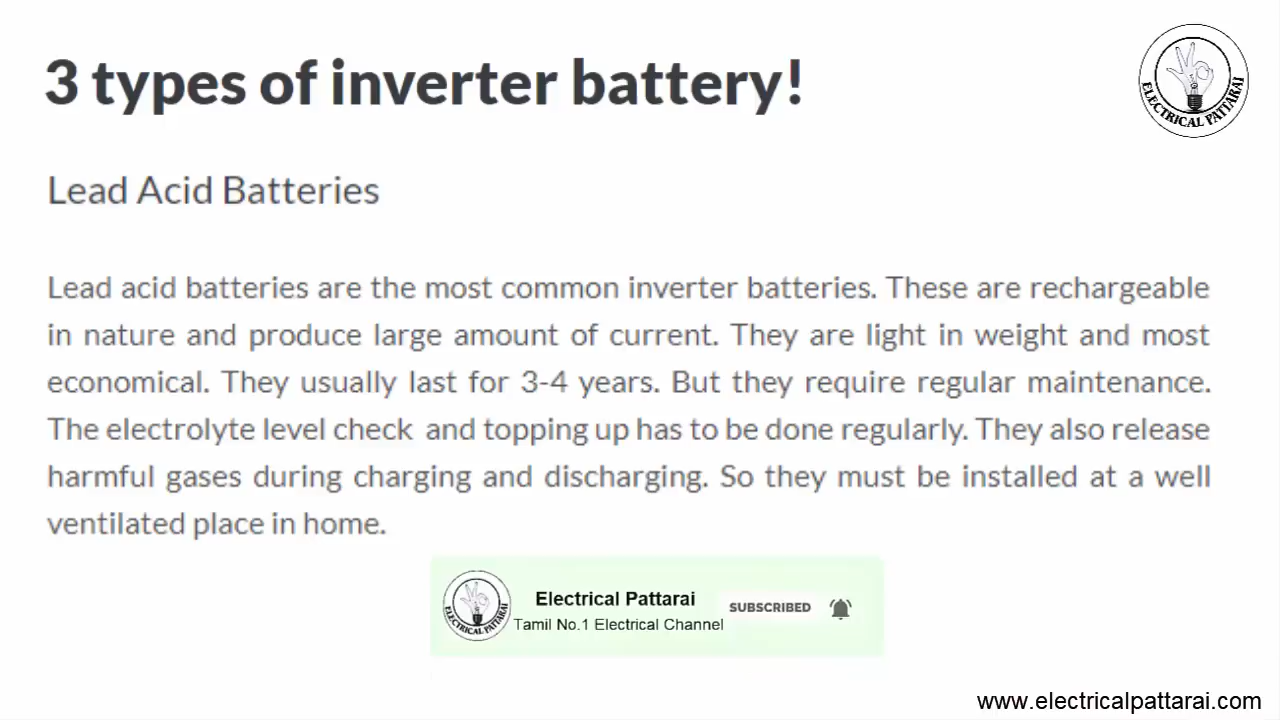 3 types of inverter battery!
ELECTRICAL PATTARAI
Lead Acid Batteries
Lead acid batteries are the most common inverter batteries. These are rechargeable
in nature and produce large amount of current. They are light in weight and most
economical. They usually last for 3-4 years. But they require regular maintenance.
The electrolyte level check and topping up has to be done regularly. They also release
harmful gases during charging and discharging. So they must be installed at a well
ventilated place in home.
ELECTRICAL PATTARAI
Electrical Pattarai
Tamil No.1 Electrical Channel
SUBSCRIBED
www.electricalpattarai.com